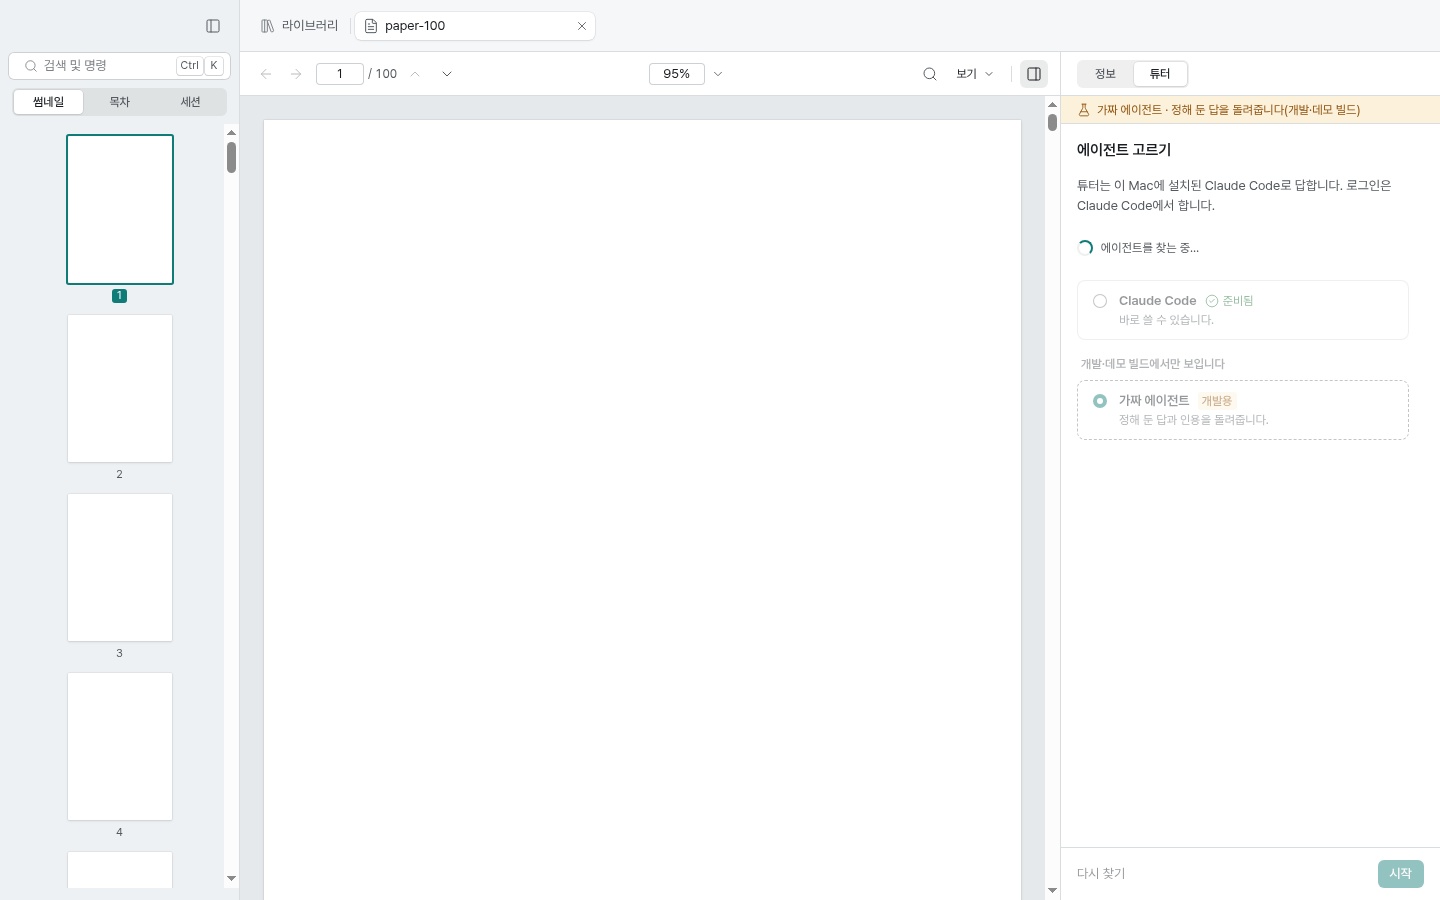 라이브러리
paper-100
검색 및 명령
Ctrl K
썸네일 목차 세션
1
2
3
4
1 / 100
95%
보기
정보 튜터
가짜 에이전트 · 정해 둔 답을 돌려줍니다(개발·데모 빌드)
에이전트 고르기
튜터는 이 Mac에 설치된 Claude Code로 답합니다. 로그인은
Claude Code에서 합니다.
에이전트를 찾는 중...
Claude Code 준비됨
바로 쓸 수 있습니다.
개발·데모 빌드에서만 보입니다
가짜 에이전트 개발용
정해 둔 답과 인용을 돌려줍니다.
다시 찾기
시작